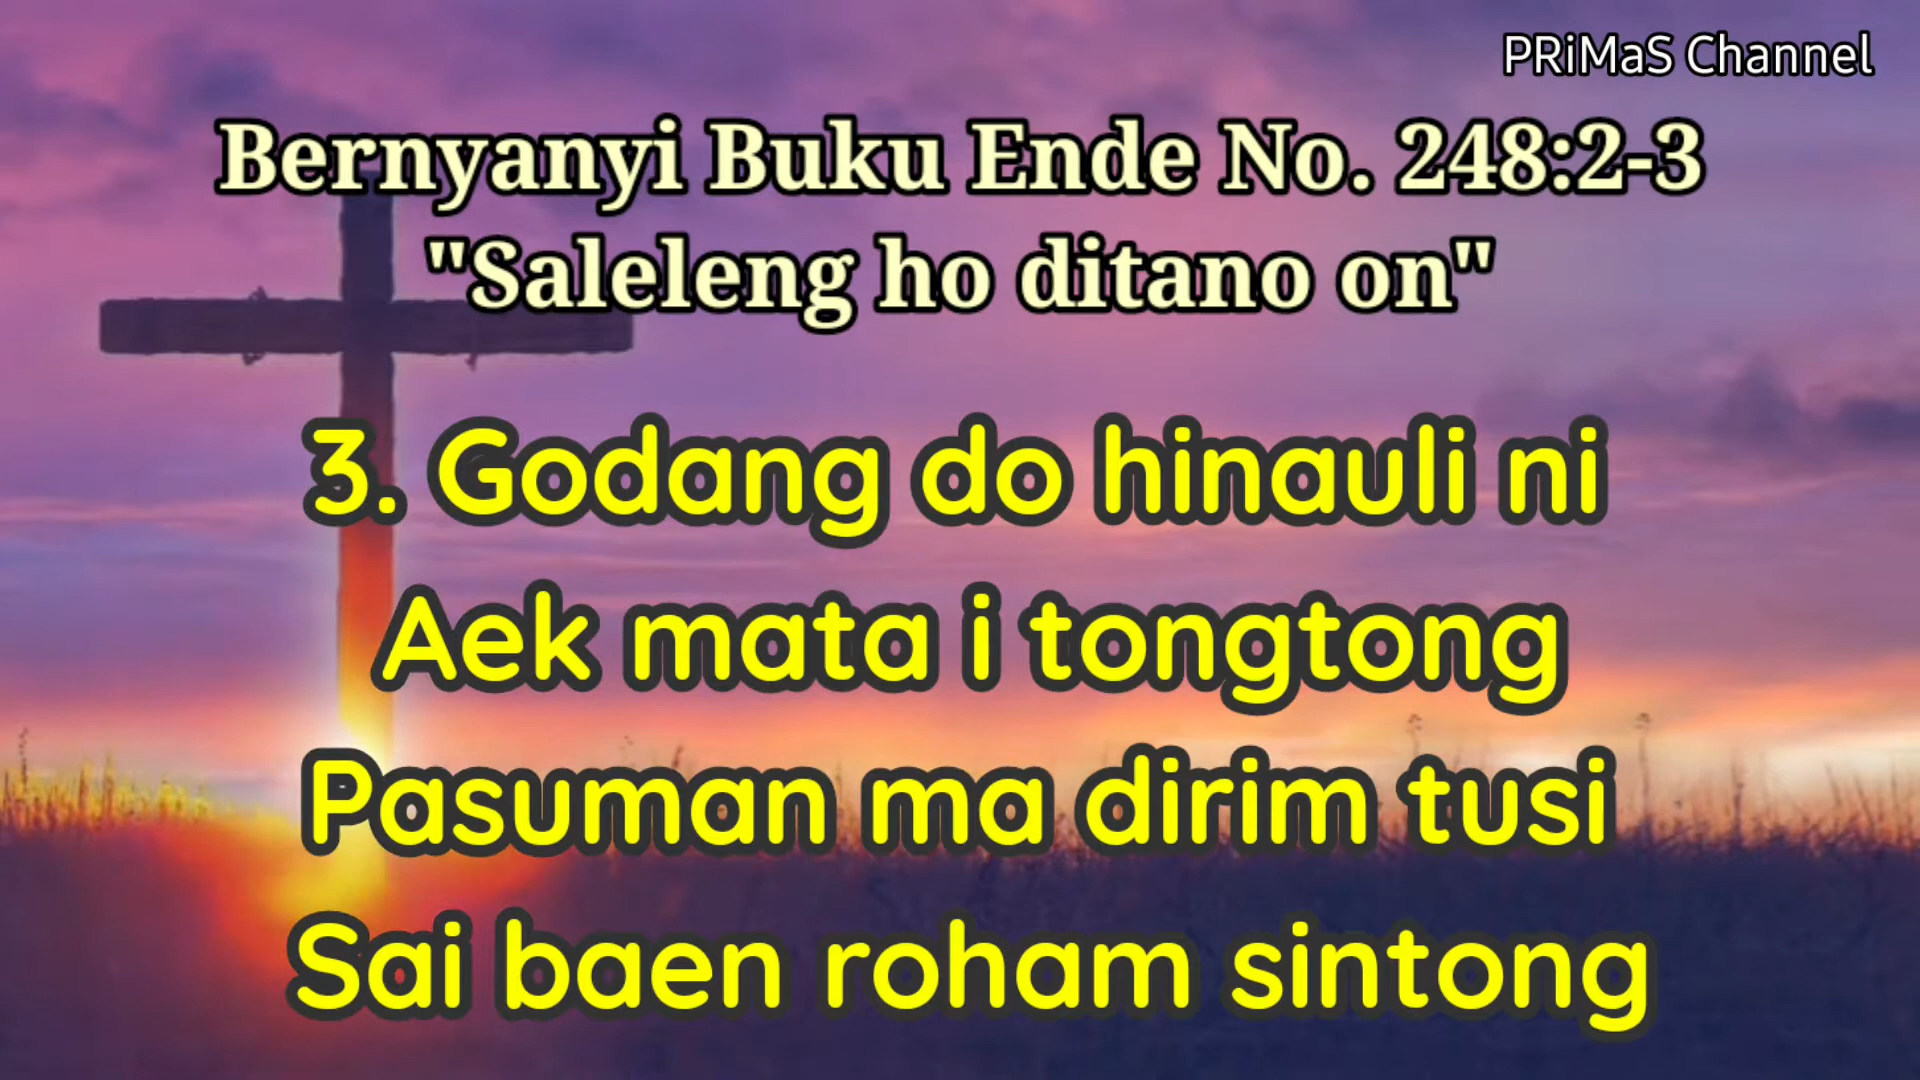 PRiMaS Channel
Bernyanyi Buku Ende No. 248:2-3
"Saleleng ho ditano on"
3. Godang do hinauli ni
Aek mata i tongtong
Pasuman ma dirim tusi
Sai baen roham sintong